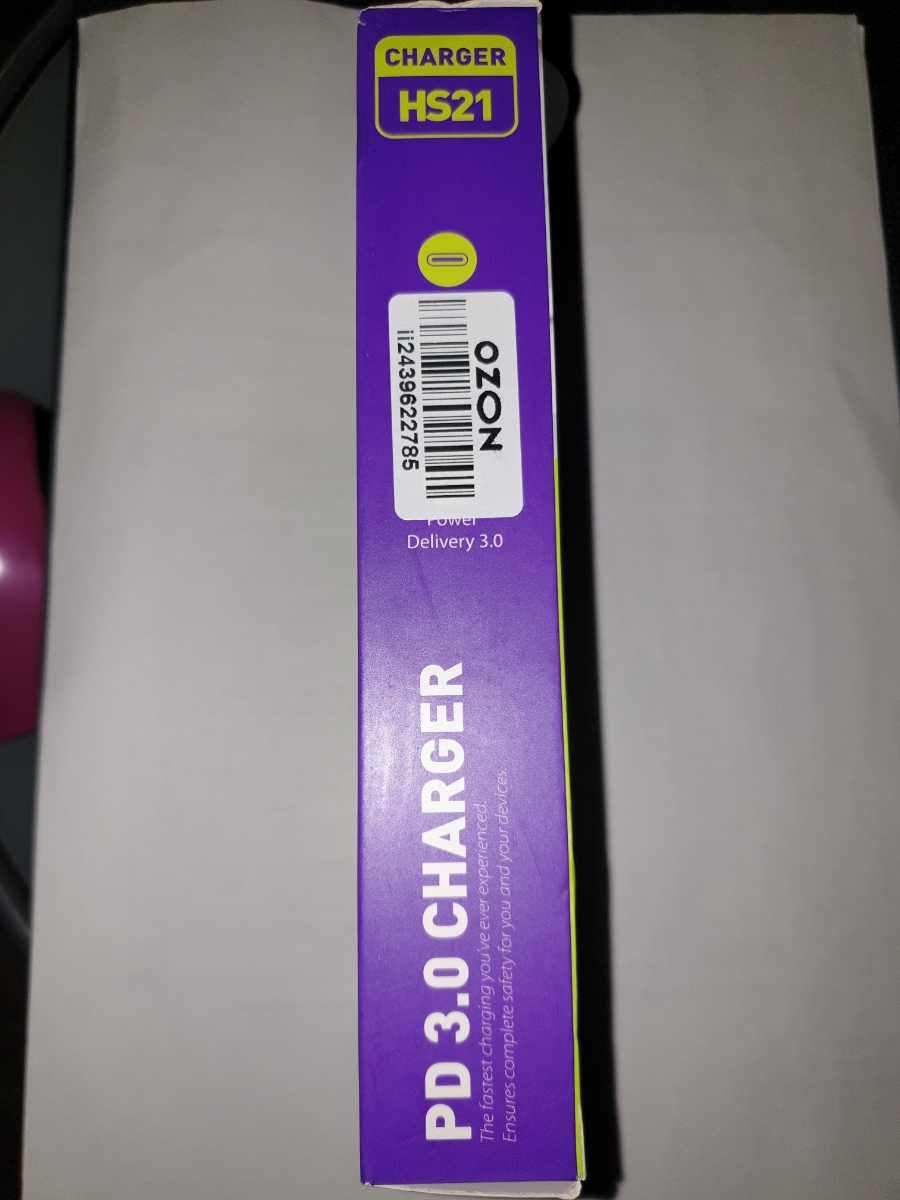 CHARGER
HS21
OZON
ii2439622785
Power
Delivery 3.0
PD 3.0 CHARGER
The fastest charging you've ever experienced.
Ensures complete safety for you and your devices.